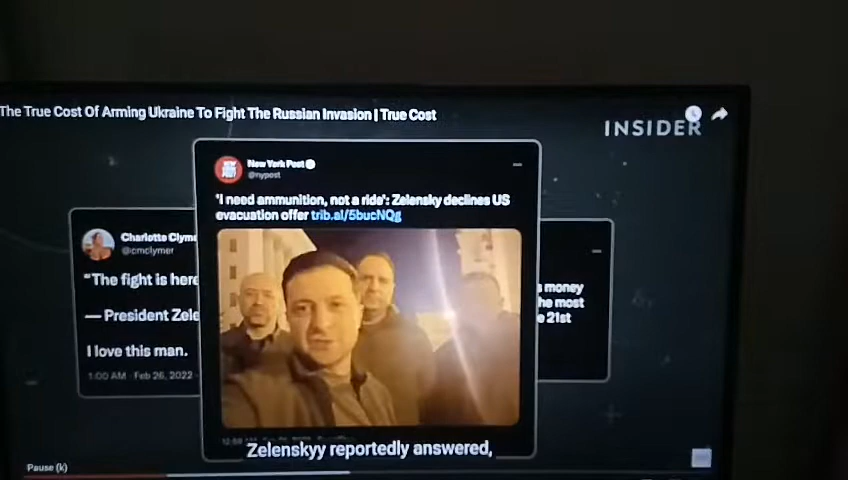 The True Cost Of Arming Ukraine To Fight The Russian Invasion | True Cost
INSIDER
New York Post
@nypost
'I need ammunition, not a ride': Zelensky declines US
evacuation offer trib.al/5bucNQg
Charlotte Clym
@cmclymer
"The fight is here
— President Zele
I love this man.
1:00 AM · Feb 26, 2022
money
he most
21st
Zelenskyy reportedly answered,
Pause (k)